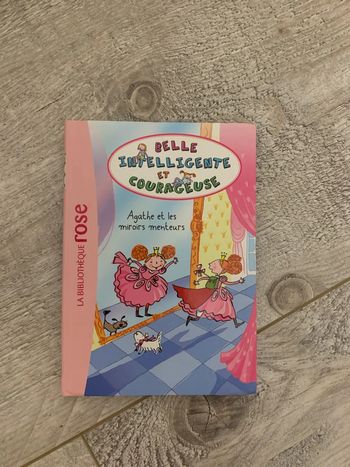 BELLE
INTELLIGENTE
ET
COURAGEUSE
Agathe et les
miroirs menteurs
LA BIBLIOTHÈQUE rose